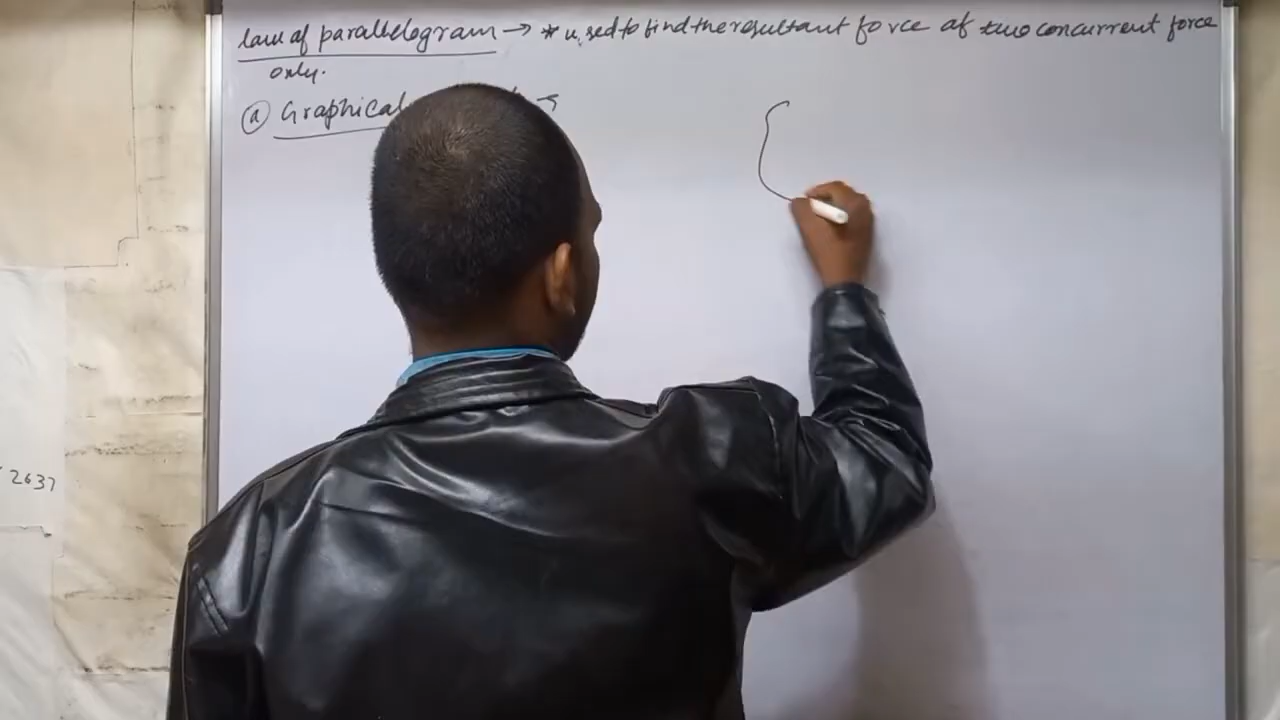 law of parallelogram → * used to find the resultant force of two concurrent force
only.
(a) Graphical
2637